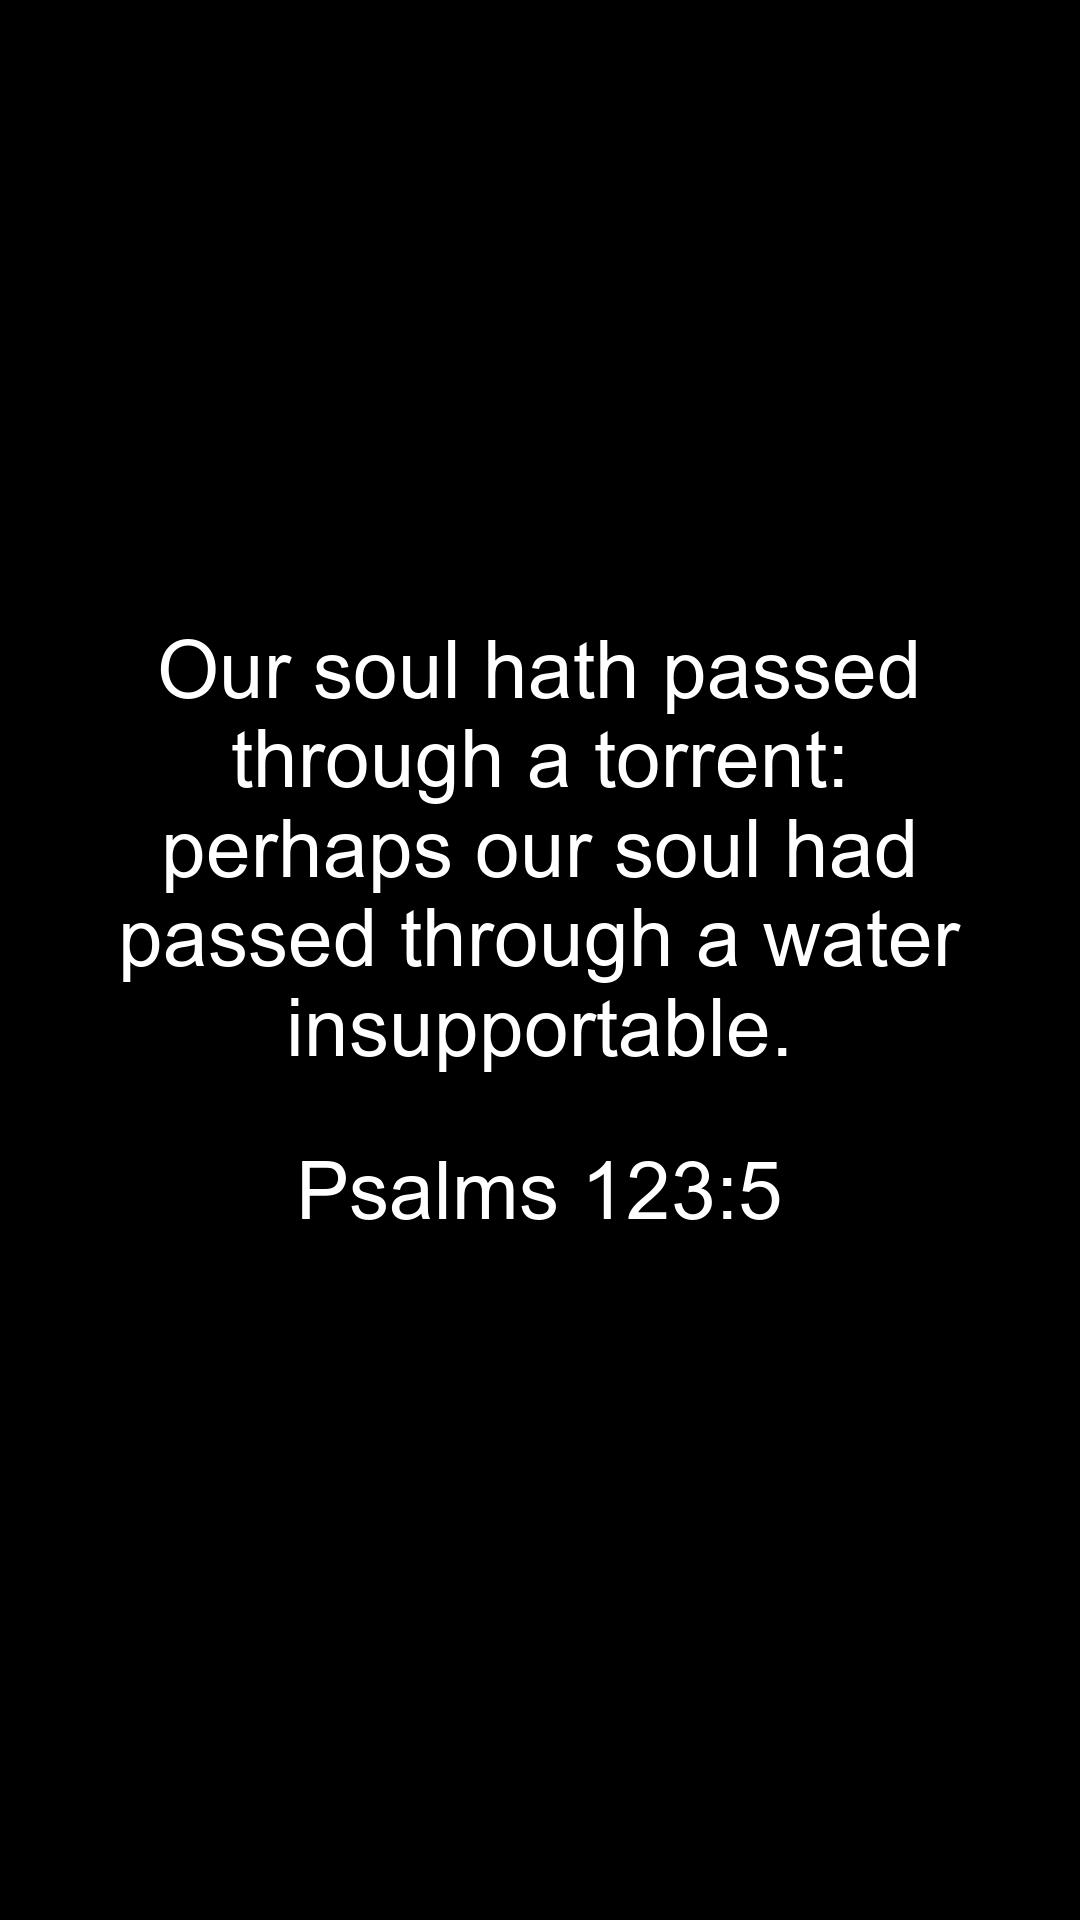 Our soul hath passed
through a torrent:
perhaps our soul had
passed through a water
insupportable.
Psalms 123:5